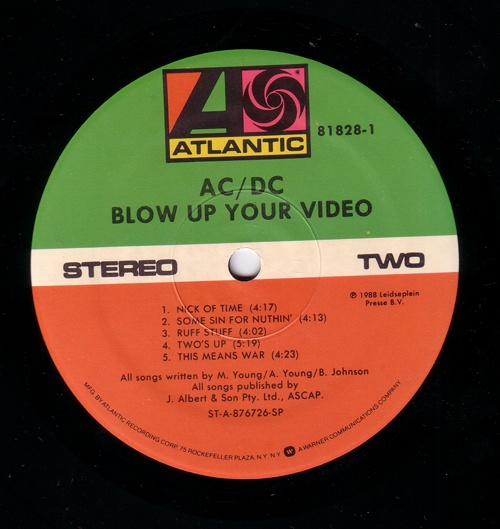 ATLANTIC
81828-1
AC/DC
BLOW UP YOUR VIDEO
STEREO
TWO
℗ 1988 Leidseplein
Presse B.V.
1. NICK OF TIME (4:17)
2. SOME SIN FOR NUTHIN' (4:13)
3. RUFF STUFF (4:02)
4. TWO'S UP (5:19)
5. THIS MEANS WAR (4:23)
All songs written by M. Young/A. Young/B. Johnson
All songs published by
J. Albert & Son Pty. Ltd., ASCAP.
ST-A-876726-SP
MFG. BY ATLANTIC RECORDING CORP. 75 ROCKEFELLER PLAZA, N.Y. N.Y. W A WARNER COMMUNICATIONS COMPANY